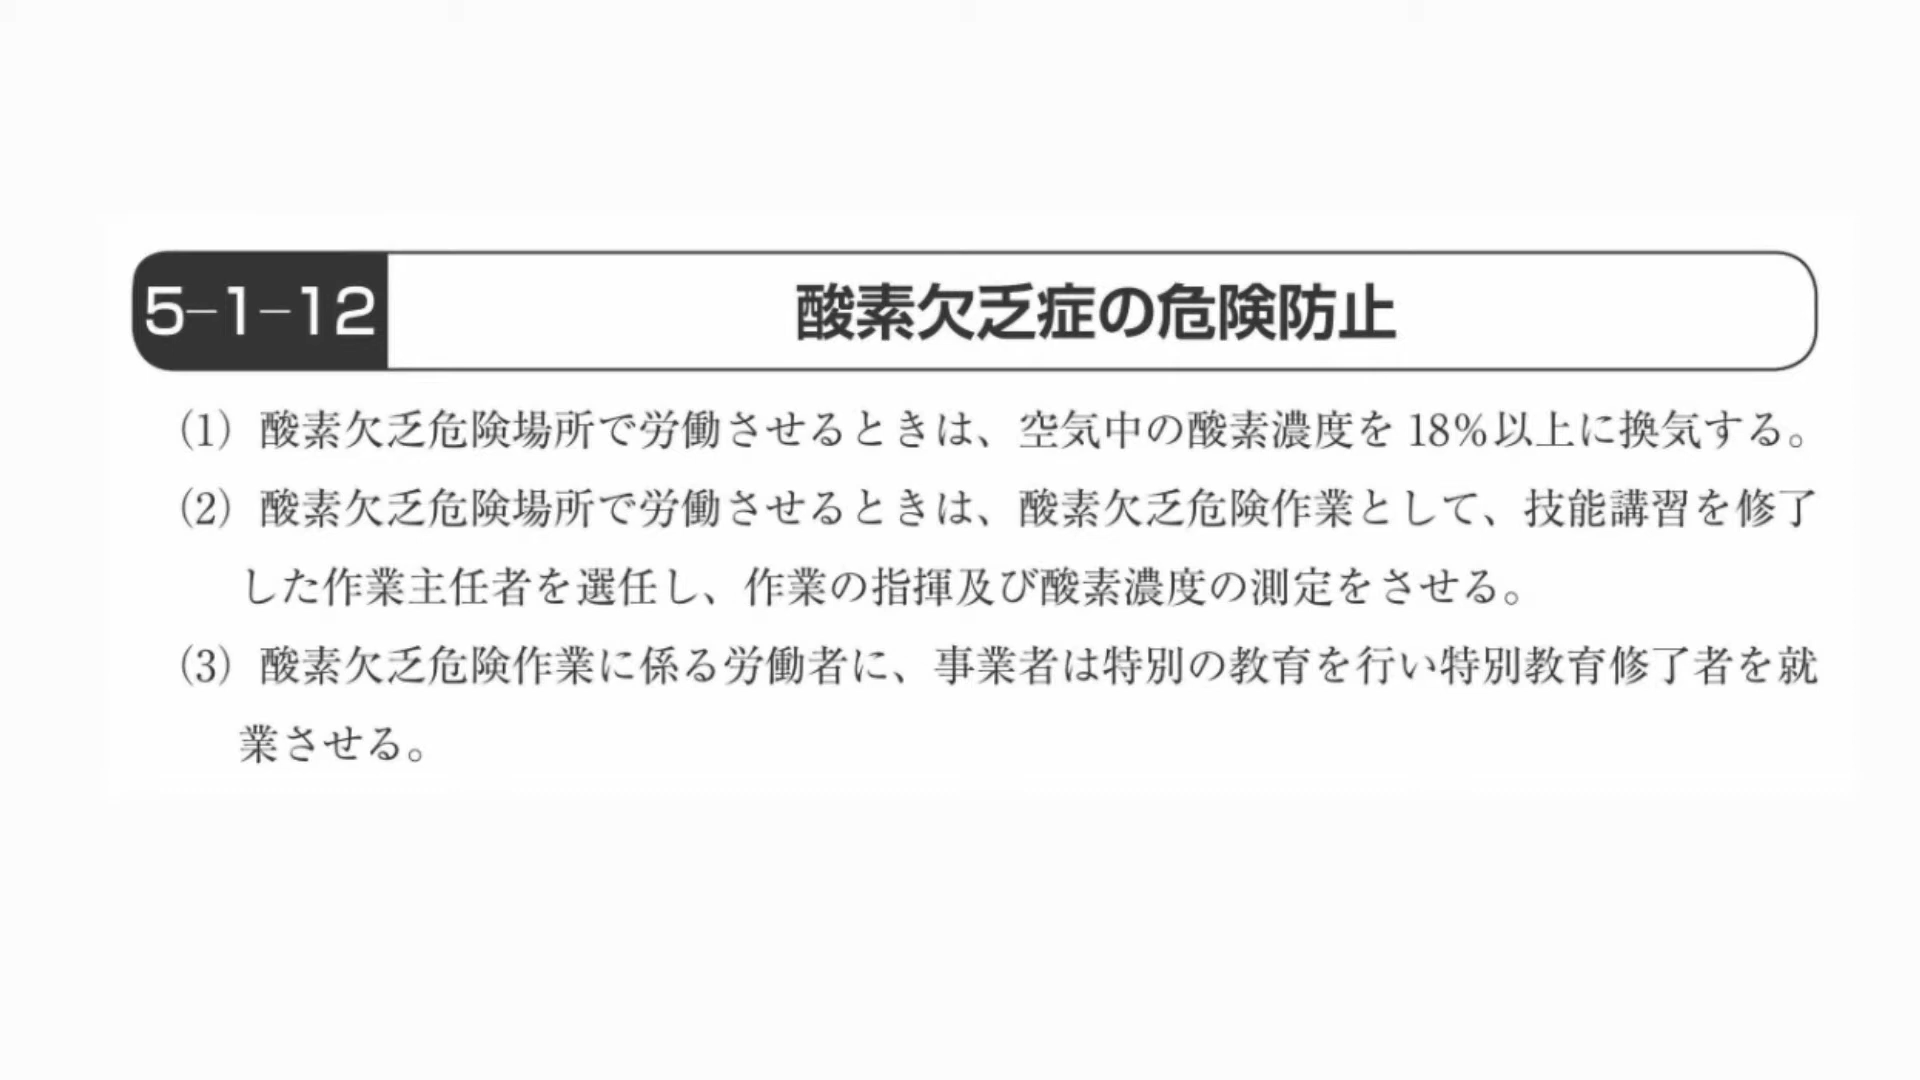 5−1−12 酸素欠乏症の危険防止
(1) 酸素欠乏危険場所で労働させるときは、空気中の酸素濃度を 18%以上に換気する。
(2) 酸素欠乏危険場所で労働させるときは、酸素欠乏危険作業として、技能講習を修了
した作業主任者を選任し、作業の指揮及び酸素濃度の測定をさせる。
(3) 酸素欠乏危険作業に係る労働者に、事業者は特別の教育を行い特別教育修了者を就
業させる。